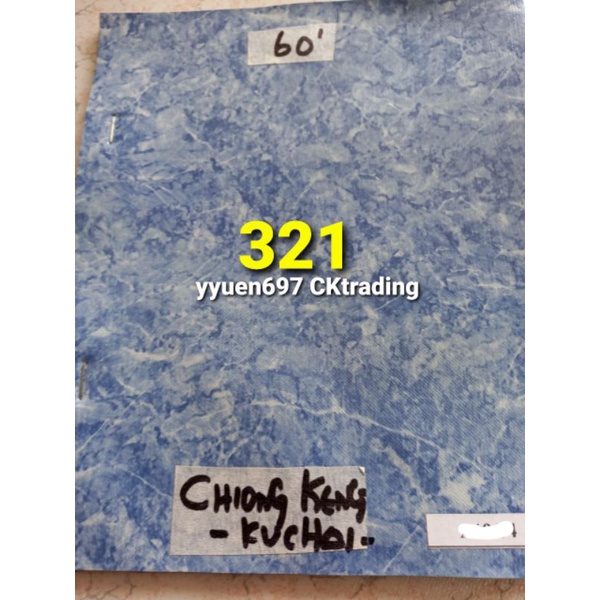 60'
321
yyuen697 CKtrading
CHIONG KENG
- KUCHAI -